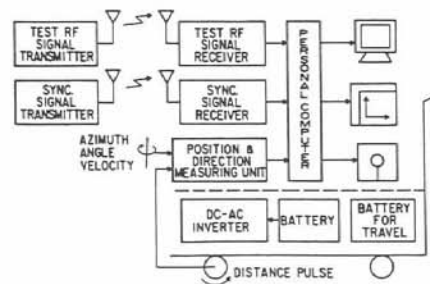 TEST RF
SIGNAL
TRANSMITTER
TEST RF
SIGNAL
RECEIVER
PERSONAL COMPUTER
SYNC.
SIGNAL
TRANSMITTER
SYNC.
SIGNAL
RECEIVER
AZIMUTH
ANGLE
VELOCITY
POSITION &
DIRECTION
MEASURING UNIT
DC-AC
INVERTER
BATTERY
BATTERY
FOR
TRAVEL
DISTANCE PULSE